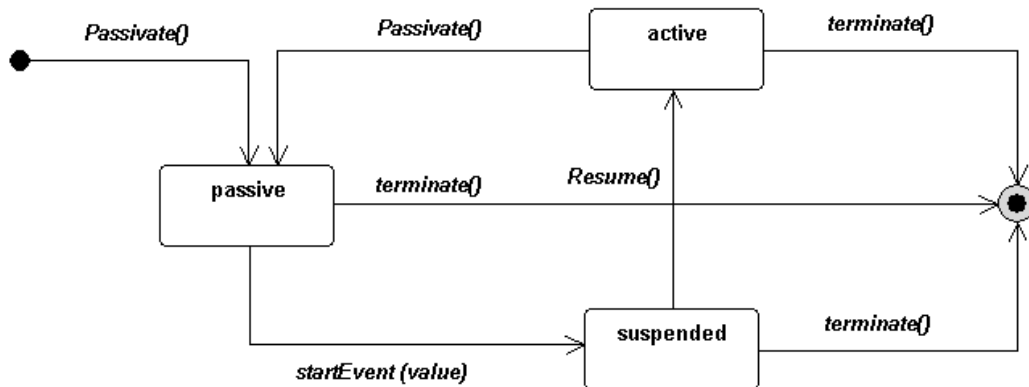 Passivate()
Passivate()
active
terminate()
passive
terminate()
Resume()
suspended
terminate()
startEvent (value)